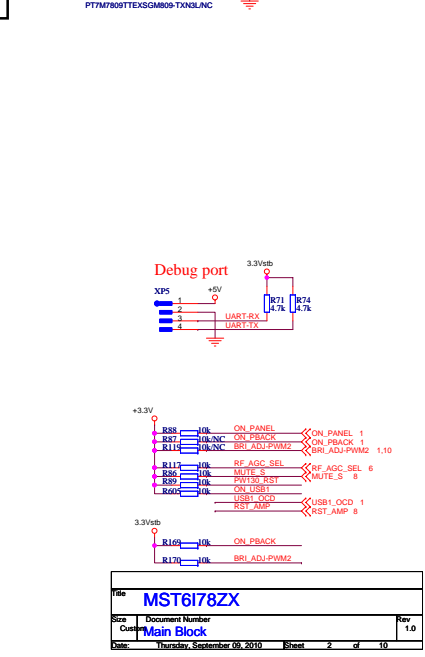 PT7M7809TTEXSGM809-TXN3L/NC
Debug port
3.3Vstb
XP5
+5V
1
2
3
4
R71
4.7k
R74
4.7k
UART-RX
UART-TX
+3.3V
R88 10k ON_PANEL ON_PANEL 1
R87 10k/NC ON_PBACK ON_PBACK 1
R119 10k BRI_ADJ-PWM2 BRI_ADJ-PWM2 1,10
R117 10k RF_AGC_SEL RF_AGC_SEL 6
R86 10k MUTE_S MUTE_S 8
R89 10k PW130_RST
R605 10k ON_USB1
USB1_OCD USB1_OCD 1
RST_AMP RST_AMP 8
3.3Vstb
R169 10k ON_PBACK
R170 10k BRI_ADJ-PWM2
Title
MST6I78ZX
Size Document Number Rev
Custom Main Block 1.0
Date: Thursday, September 09, 2010 Sheet 2 of 10